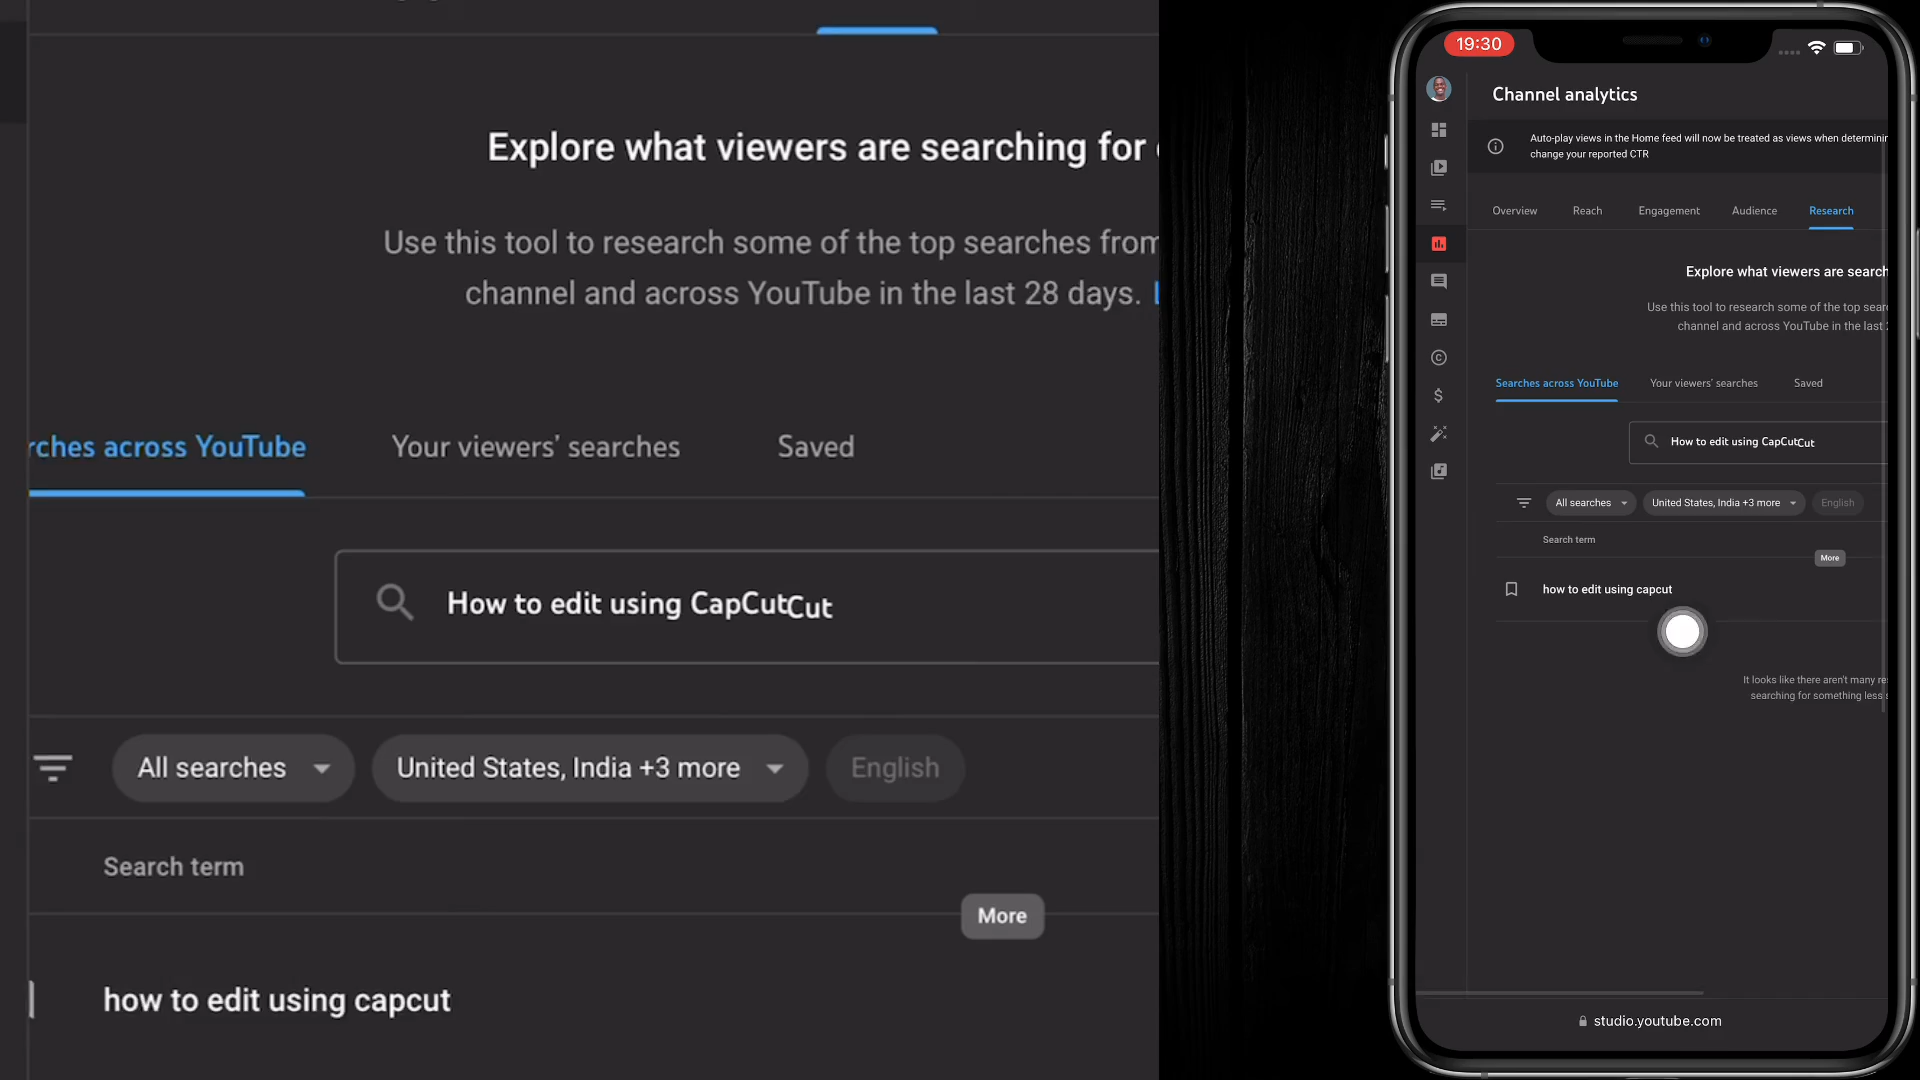 Explore what viewers are searching for
Use this tool to research some of the top searches from
channel and across YouTube in the last 28 days.
rches across YouTube
Your viewers' searches
Saved
How to edit using CapCutCut
All searches
United States, India +3 more
English
Search term
More
how to edit using capcut
19:30
Channel analytics
Auto-play views in the Home feed will now be treated as views when determinin
change your reported CTR
Overview
Reach
Engagement
Audience
Research
Explore what viewers are search
Use this tool to research some of the top sear
channel and across YouTube in the last
Searches across YouTube
Your viewers' searches
Saved
How to edit using CapCutCut
All searches
United States, India +3 more
English
Search term
More
how to edit using capcut
It looks like there aren't many re
searching for something less
studio.youtube.com